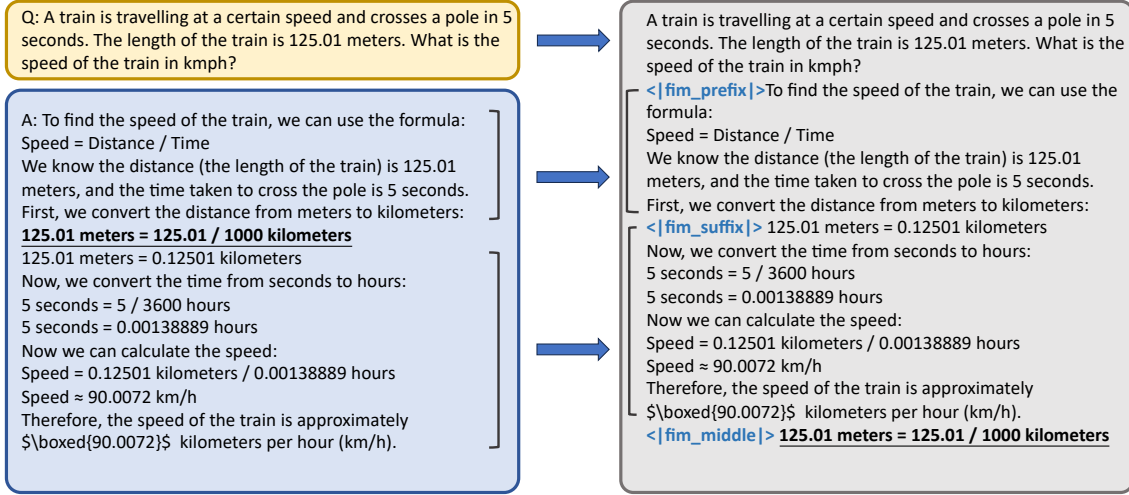 Q: A train is travelling at a certain speed and crosses a pole in 5
seconds. The length of the train is 125.01 meters. What is the
speed of the train in kmph?
A: To find the speed of the train, we can use the formula:
Speed = Distance / Time
We know the distance (the length of the train) is 125.01
meters, and the time taken to cross the pole is 5 seconds.
First, we convert the distance from meters to kilometers:
125.01 meters = 125.01 / 1000 kilometers
125.01 meters = 0.12501 kilometers
Now, we convert the time from seconds to hours:
5 seconds = 5 / 3600 hours
5 seconds = 0.00138889 hours
Now we can calculate the speed:
Speed = 0.12501 kilometers / 0.00138889 hours
Speed ≈ 90.0072 km/h
Therefore, the speed of the train is approximately
$\boxed{90.0072}$ kilometers per hour (km/h).
A train is travelling at a certain speed and crosses a pole in 5
seconds. The length of the train is 125.01 meters. What is the
speed of the train in kmph?
<|fim_prefix|>To find the speed of the train, we can use the
formula:
Speed = Distance / Time
We know the distance (the length of the train) is 125.01
meters, and the time taken to cross the pole is 5 seconds.
First, we convert the distance from meters to kilometers:
<|fim_suffix|> 125.01 meters = 0.12501 kilometers
Now, we convert the time from seconds to hours:
5 seconds = 5 / 3600 hours
5 seconds = 0.00138889 hours
Now we can calculate the speed:
Speed = 0.12501 kilometers / 0.00138889 hours
Speed ≈ 90.0072 km/h
Therefore, the speed of the train is approximately
$\boxed{90.0072}$ kilometers per hour (km/h).
<|fim_middle|> 125.01 meters = 125.01 / 1000 kilometers